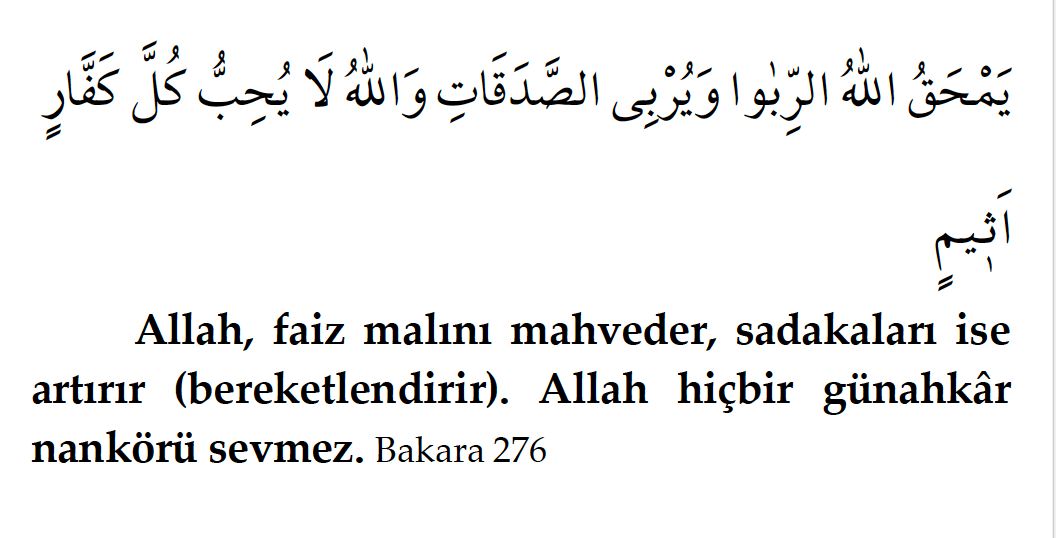 يَمْحَقُ اللّٰهُ الرِّبٰوا وَيُرْبِى الصَّدَقَاتِ وَاللّٰهُ لَا يُحِبُّ كُلَّ كَفَّارٍ
اَثٖيمٍ
Allah, faiz malını mahveder, sadakaları ise
artırır (bereketlendirir). Allah hiçbir günahkâr
nankörü sevmez. Bakara 276